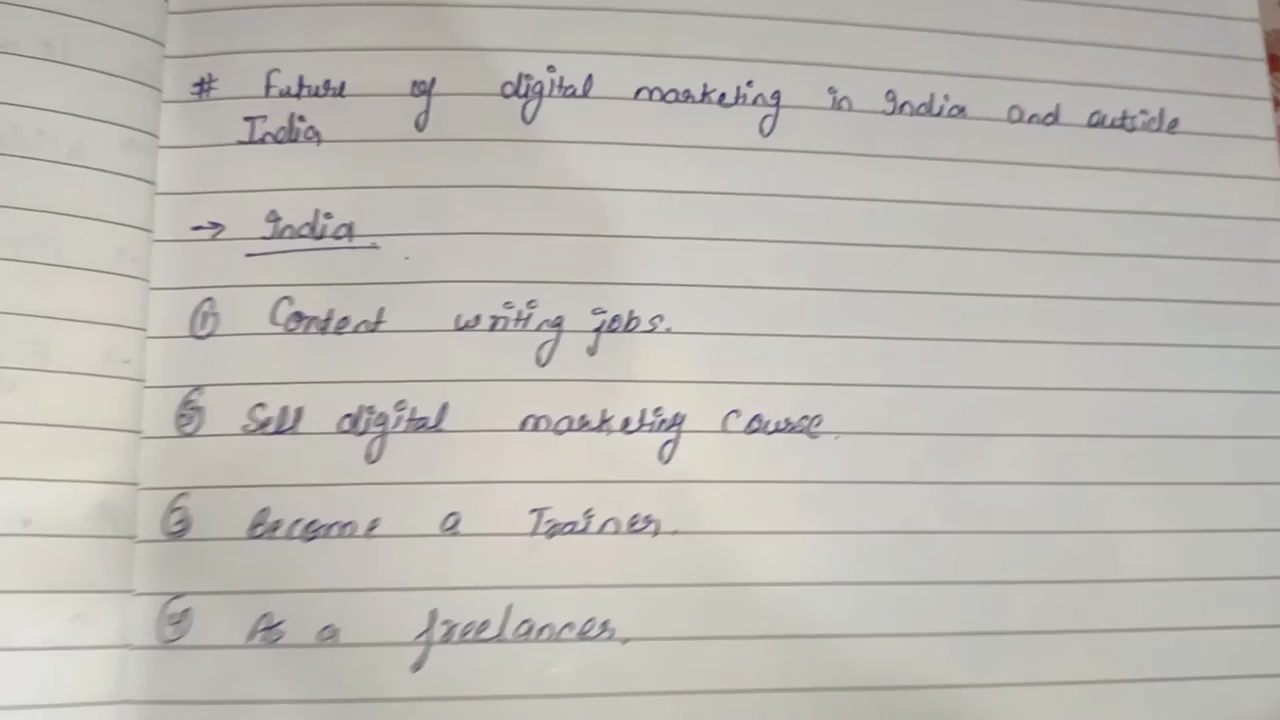 # Future of digital marketing in India and outside
India
→ India.
① Content writing jobs.
② Sell digital marketing course.
③ Become a Trainer.
④ As a freelancer.